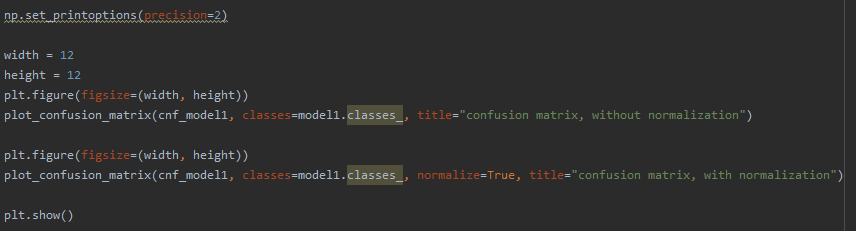 np.set_printoptions(precision=2)
width = 12
height = 12
plt.figure(figsize=(width, height))
plot_confusion_matrix(cnf_model1, classes=model1.classes_, title="confusion matrix, without normalization")
plt.figure(figsize=(width, height))
plot_confusion_matrix(cnf_model1, classes=model1.classes_, normalize=True, title="confusion matrix, with normalization")
plt.show()